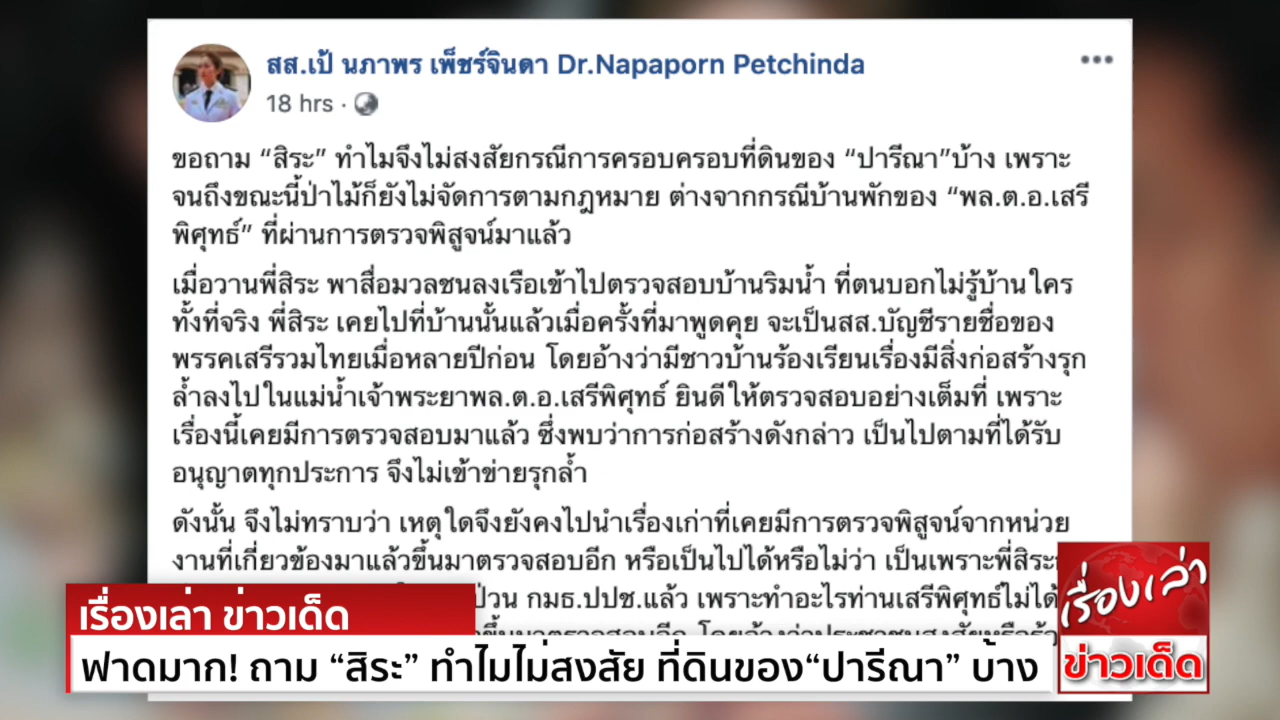 สส.เป้ นภาพร เพ็ชร์จินดา Dr.Napaporn Petchinda
18 hrs ·
ขอถาม “สิระ” ทำไมจึงไม่สงสัยกรณีการครอบครอบที่ดินของ “ปารีณา”บ้าง เพราะ
จนถึงขณะนี้ป่าไม้ก็ยังไม่จัดการตามกฎหมาย ต่างจากกรณีบ้านพักของ “พล.ต.อ.เสรี
พิศุทธ์” ที่ผ่านการตรวจพิสูจน์มาแล้ว
เมื่อวานพี่สิระ พาสื่อมวลชนลงเรือเข้าไปตรวจสอบบ้านริมน้ำ ที่ตนบอกไม่รู้บ้านใคร
ทั้งที่จริง พี่สิระ เคยไปที่บ้านนั้นแล้วเมื่อครั้งที่มาพูดคุย จะเป็นสส.บัญชีรายชื่อของ
พรรคเสรีรวมไทยเมื่อหลายปีก่อน โดยอ้างว่ามีชาวบ้านร้องเรียนเรื่องมีสิ่งก่อสร้างรุก
ล้ำลงไปในแม่น้ำเจ้าพระยาพล.ต.อ.เสรีพิศุทธ์ ยินดีให้ตรวจสอบอย่างเต็มที่ เพราะ
เรื่องนี้เคยมีการตรวจสอบมาแล้ว ซึ่งพบว่าการก่อสร้างดังกล่าว เป็นไปตามที่ได้รับ
อนุญาตทุกประการ จึงไม่เข้าข่ายรุกล้ำ
ดังนั้น จึงไม่ทราบว่า เหตุใดจึงยังคงไปนำเรื่องเก่าที่เคยมีการตรวจพิสูจน์จากหน่วย
งานที่เกี่ยวข้องมาแล้วขึ้นมาตรวจสอบอีก หรือเป็นไปได้หรือไม่ว่า เป็นเพราะพี่สิระ
ป่วน กมธ.ปปช.แล้ว เพราะทำอะไรท่านเสรีพิศุทธ์ไม่ได้
เรื่องเล่า ข่าวเด็ด
ฟาดมาก! ถาม “สิระ” ทำไมไม่สงสัย ที่ดินของ“ปารีณา” บ้าง
เรื่องเล่า
ข่าวเด็ด